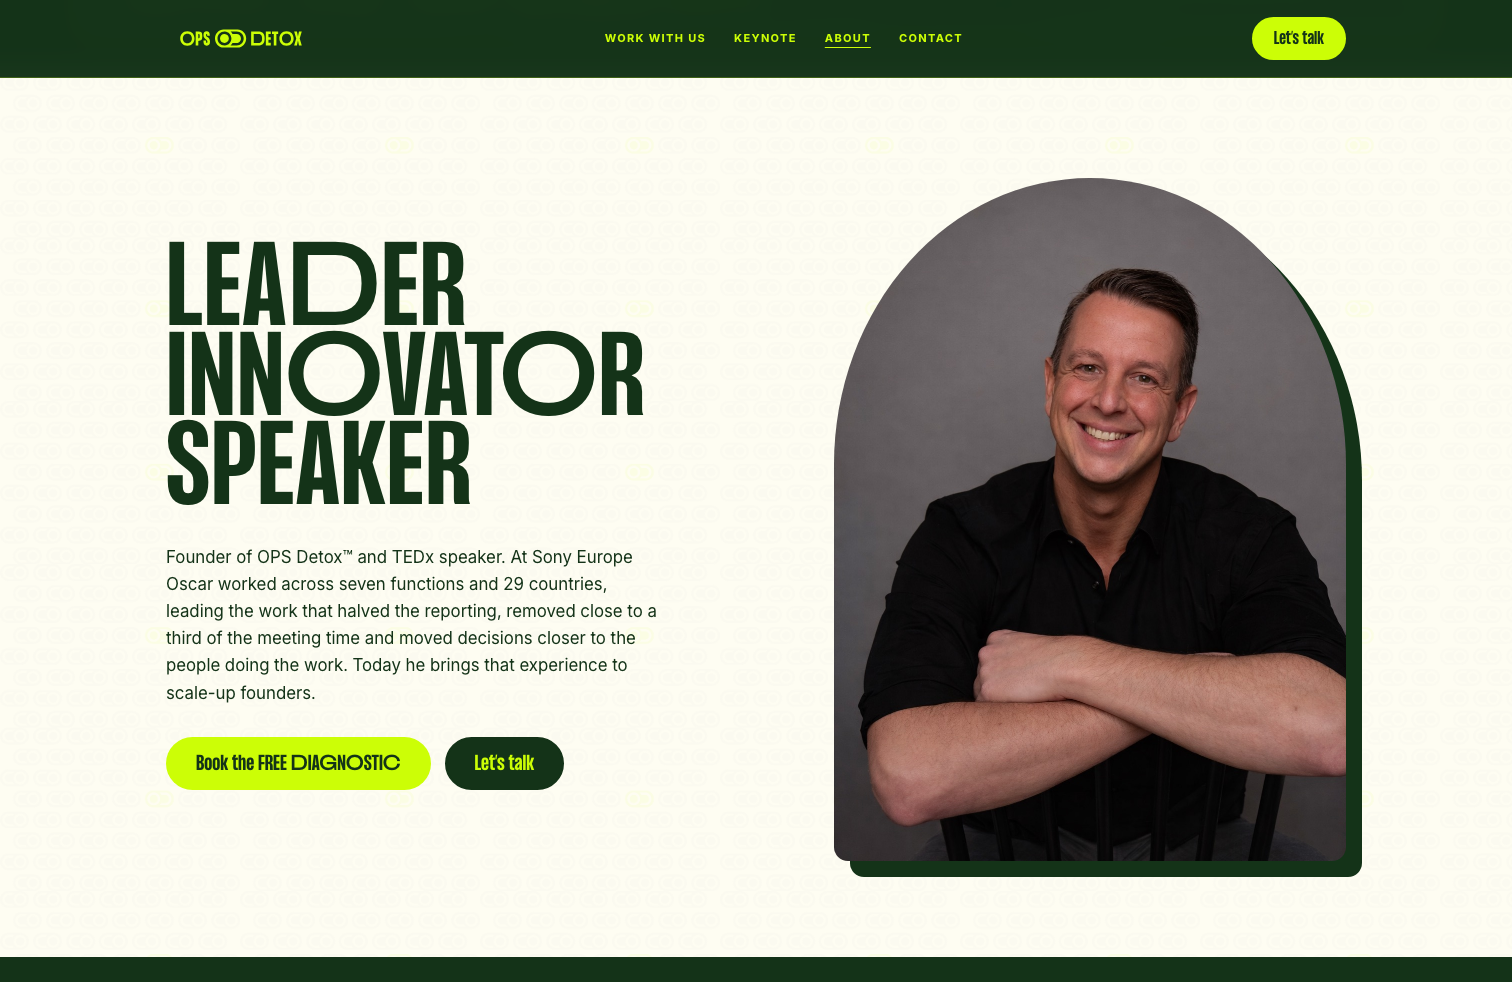 OPS DETOX
WORK WITH US
KEYNOTE
ABOUT
CONTACT
Let's talk
LEADER
INNOVATOR
SPEAKER
Founder of OPS Detox™ and TEDx speaker. At Sony Europe
Oscar worked across seven functions and 29 countries,
leading the work that halved the reporting, removed close to a
third of the meeting time and moved decisions closer to the
people doing the work. Today he brings that experience to
scale-up founders.
Book the FREE DIAGNOSTIC
Let's talk